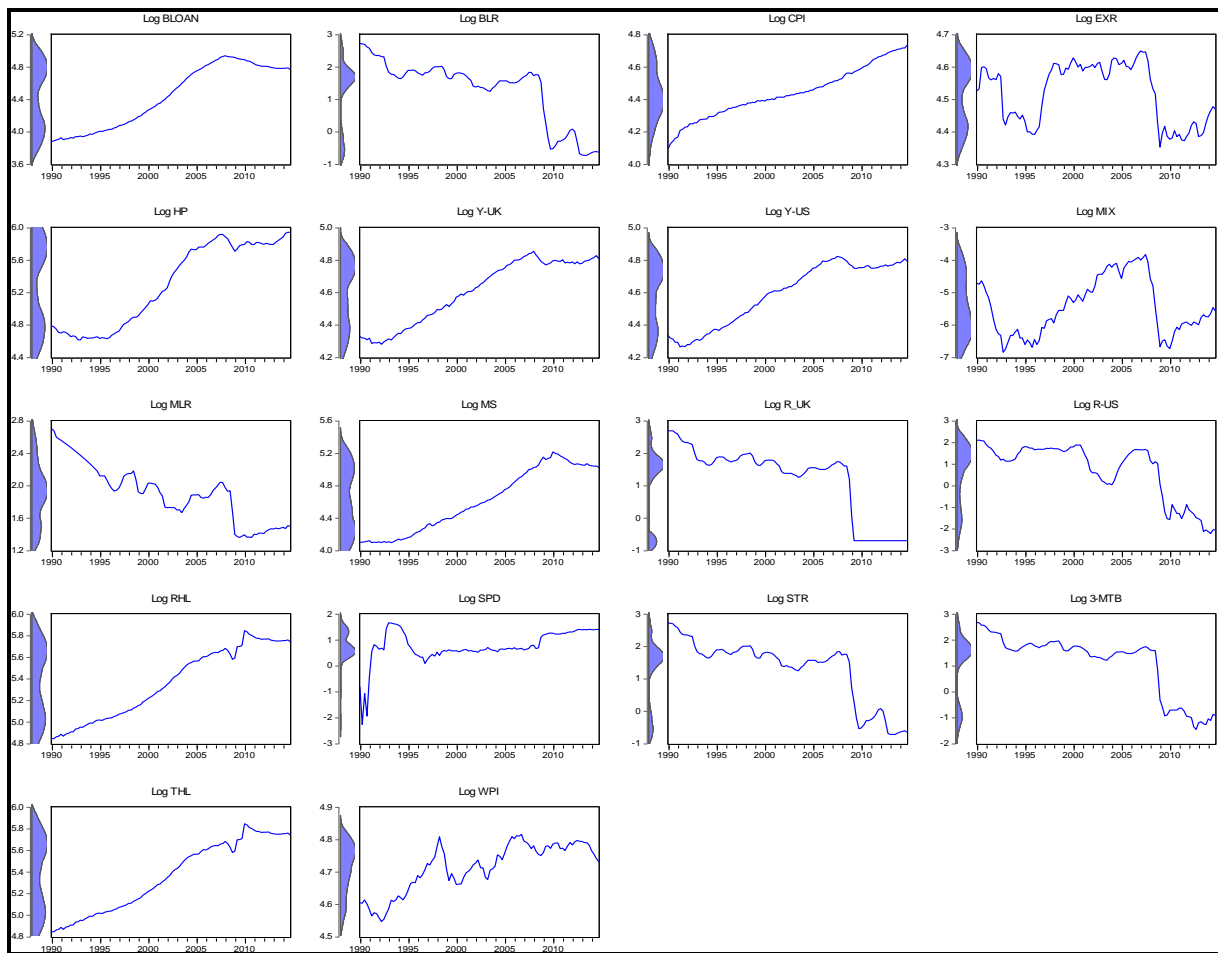 Log BLOAN
5.2
4.8
4.4
4.0
3.6
1990 1995 2000 2005 2010
Log BLR
3
2
1
0
-1
1990 1995 2000 2005 2010
Log CPI
4.8
4.6
4.4
4.2
4.0
1990 1995 2000 2005 2010
Log EXR
4.7
4.6
4.5
4.4
4.3
1990 1995 2000 2005 2010
Log HP
6.0
5.6
5.2
4.8
4.4
1990 1995 2000 2005 2010
Log Y-UK
5.0
4.8
4.6
4.4
4.2
1990 1995 2000 2005 2010
Log Y-US
5.0
4.8
4.6
4.4
4.2
1990 1995 2000 2005 2010
Log MIX
-3
-4
-5
-6
-7
1990 1995 2000 2005 2010
Log MLR
2.8
2.4
2.0
1.6
1.2
1990 1995 2000 2005 2010
Log MS
5.6
5.2
4.8
4.4
4.0
1990 1995 2000 2005 2010
Log R_UK
3
2
1
0
-1
1990 1995 2000 2005 2010
Log R-US
3
2
1
0
-1
-2
-3
1990 1995 2000 2005 2010
Log RHL
6.0
5.8
5.6
5.4
5.2
5.0
4.8
1990 1995 2000 2005 2010
Log SPD
2
1
0
-1
-2
-3
1990 1995 2000 2005 2010
Log STR
3
2
1
0
-1
1990 1995 2000 2005 2010
Log 3-MTB
3
2
1
0
-1
-2
1990 1995 2000 2005 2010
Log THL
6.0
5.8
5.6
5.4
5.2
5.0
4.8
1990 1995 2000 2005 2010
Log WPI
4.9
4.8
4.7
4.6
4.5
1990 1995 2000 2005 2010